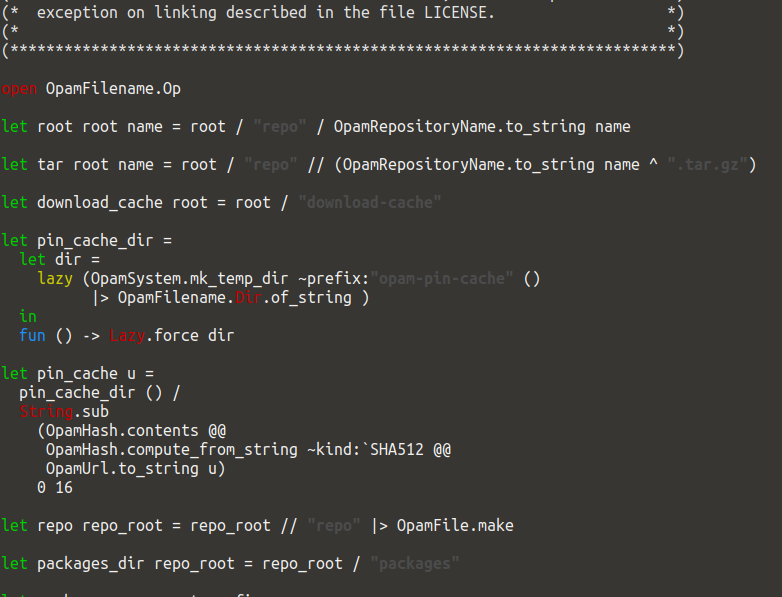 (*  exception on linking described in the file LICENSE.                   *)
(*                                                                        *)
(**************************************************************************)
open OpamFilename.Op
let root root name = root / "repo" / OpamRepositoryName.to_string name
let tar root name = root / "repo" // (OpamRepositoryName.to_string name ^ ".tar.gz")
let download_cache root = root / "download-cache"
let pin_cache_dir =
  let dir =
    lazy (OpamSystem.mk_temp_dir ~prefix:"opam-pin-cache" ()
          |> OpamFilename.Dir.of_string )
  in
  fun () -> Lazy.force dir
let pin_cache u =
  pin_cache_dir () /
  String.sub
    (OpamHash.contents @@
     OpamHash.compute_from_string ~kind:`SHA512 @@
     OpamUrl.to_string u)
    0 16
let repo repo_root = repo_root // "repo" |> OpamFile.make
let packages_dir repo_root = repo_root / "packages"